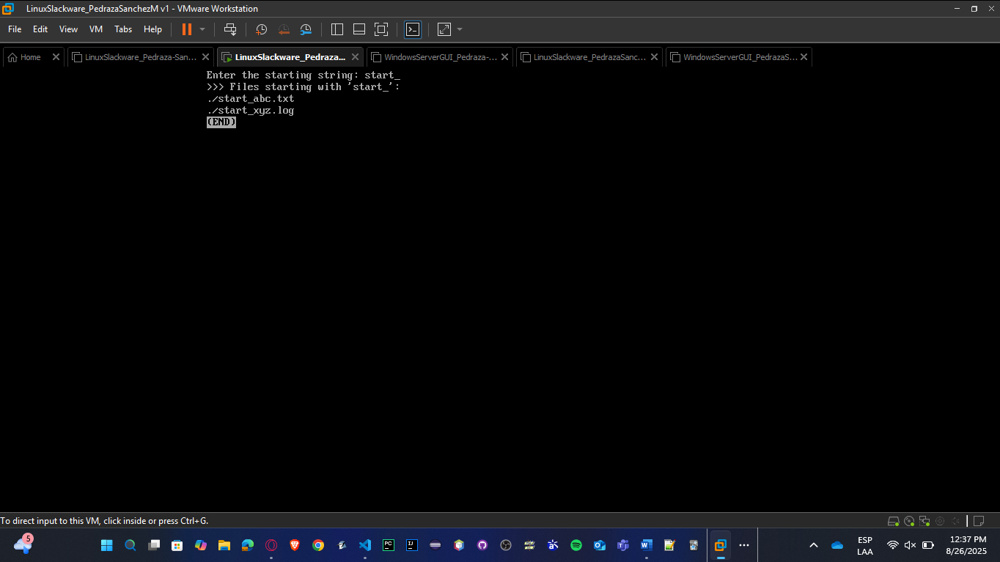 LinuxSlackware_PedrazaSanchezM v1 - VMware Workstation
File Edit View VM Tabs Help
Home LinuxSlackware_Pedraza-San... LinuxSlackware_Pedraza... WindowsServerGUI_Pedraza-... LinuxSlackware_PedrazaSanc... WindowsServerGUI_PedrazaS...
Enter the starting string: start_
>>> Files starting with 'start_':
./start_abc.txt
./start_xyz.log
(END)
To direct input to this VM, click inside or press Ctrl+G.
5
PC
IJ
ESP
LAA
12:37 PM
8/26/2025